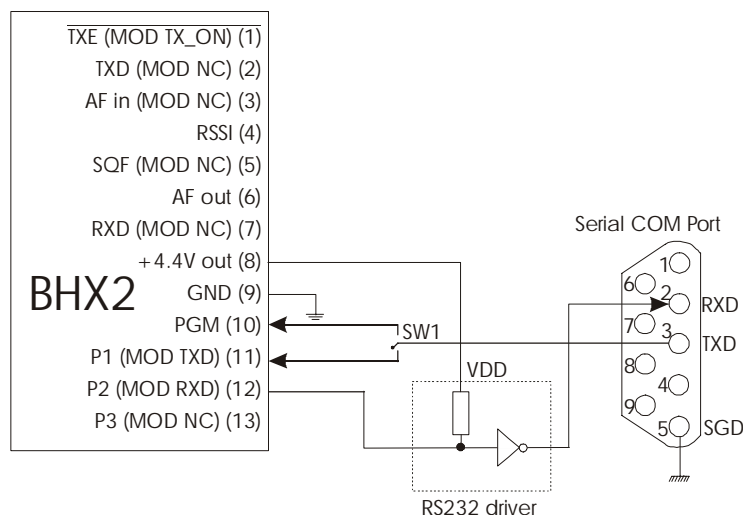 TXE (MOD TX_ON) (1)
TXD (MOD NC) (2)
AF in (MOD NC) (3)
RSSI (4)
SQF (MOD NC) (5)
AF out (6)
RXD (MOD NC) (7)
+4.4V out (8)
BHX2
GND (9)
PGM (10)
P1 (MOD TXD) (11)
P2 (MOD RXD) (12)
P3 (MOD NC) (13)
SW1
VDD
RS232 driver
Serial COM Port
1
6
2
RXD
7
3
TXD
8
4
9
5
SGD